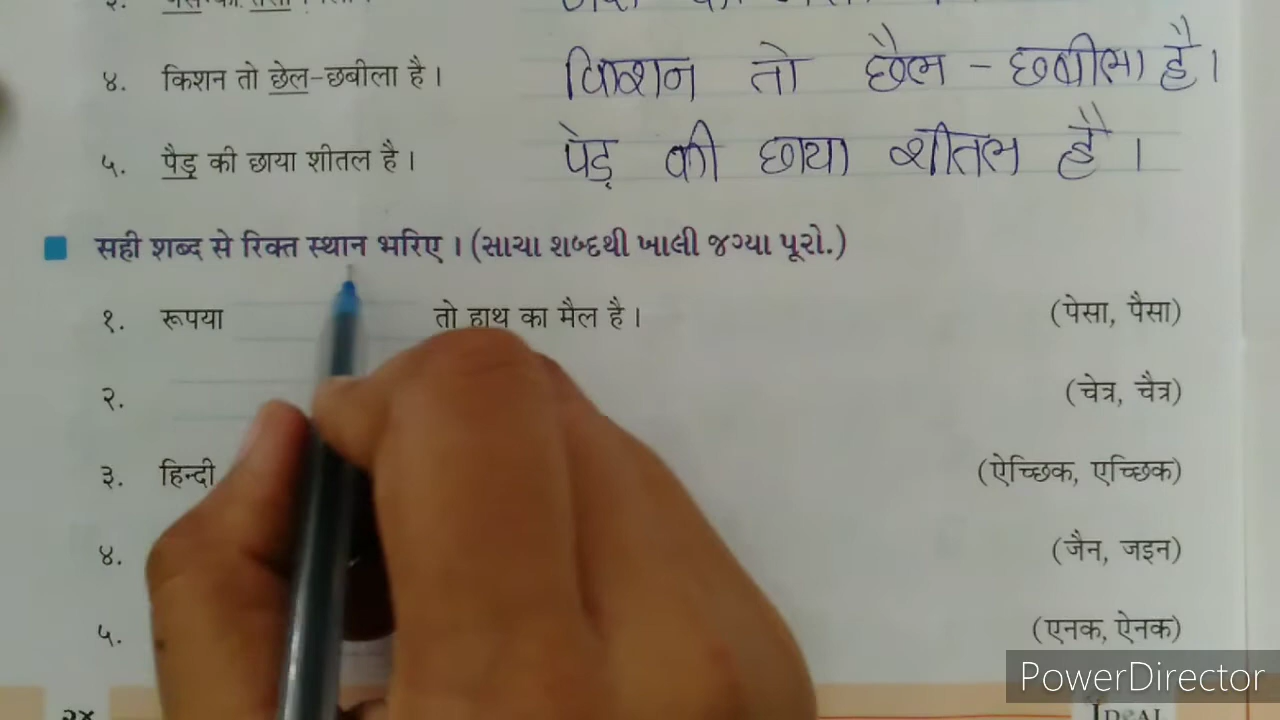 ४. किशन तो छेल-छबीला है । किशन तो छैल - छबीला है ।
५. पैड़ की छाया शीतल है । पेड़ की छाया शीतल है ।
सही शब्द से रिक्त स्थान भरिए । (સાચા શબ્દથી ખાલી જગ્યા પૂરો.)
१. रूपया तो हाथ का मैल है । (पेसा, पैसा)
२. (चेत्र, चैत्र)
३. हिन्दी (ऐच्छिक, एच्छिक)
४. (जैन, जइन)
५. (एनक, ऐनक)
PowerDirector